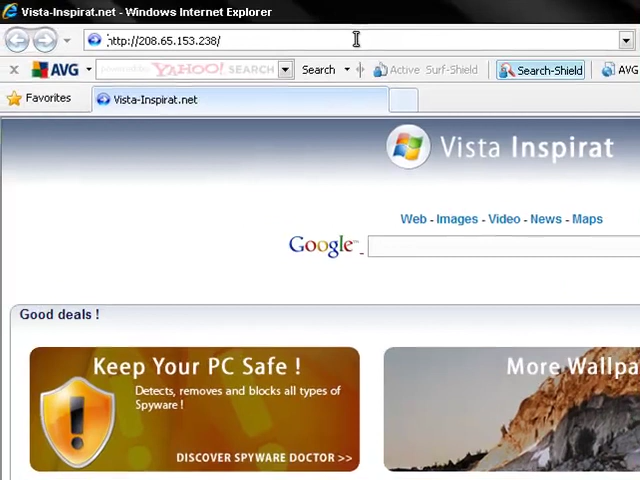 Vista-Inspirat.net - Windows Internet Explorer
http://208.65.153.238/
AVG powered by YAHOO! SEARCH Search Active Surf-Shield Search-Shield AVG
Favorites Vista-Inspirat.net
Vista Inspirat
Web - Images - Video - News - Maps
Google
Good deals !
Keep Your PC Safe !
Detects, removes and blocks all types of
Spyware !
DISCOVER SPYWARE DOCTOR >>
More Wallpa